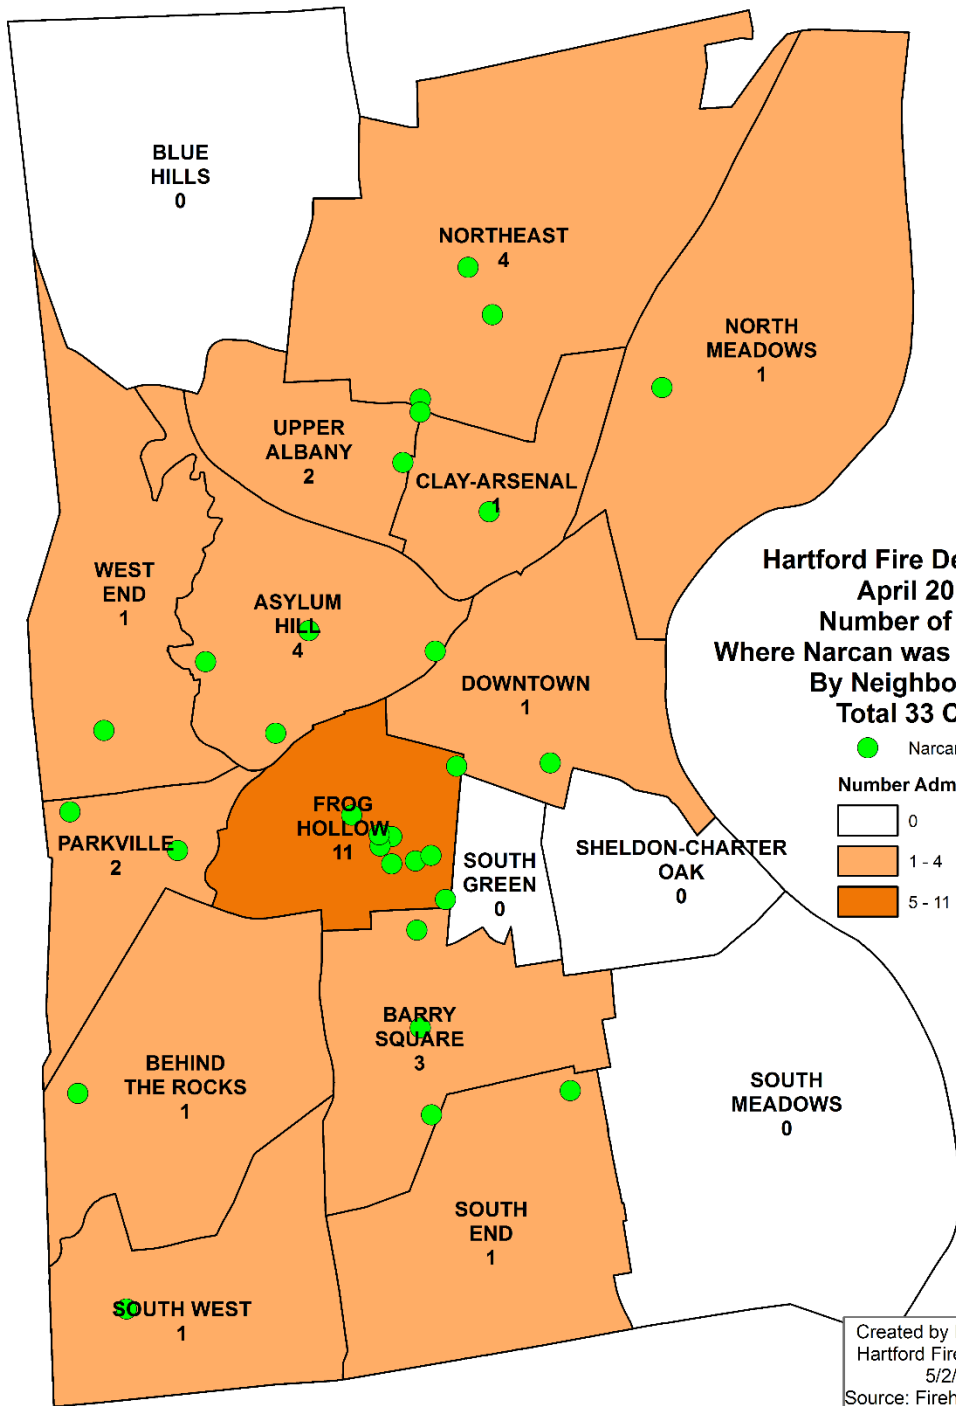 BLUE
HILLS
0
NORTHEAST
4
NORTH
MEADOWS
1
UPPER
ALBANY
2
CLAY-ARSENAL
1
WEST
END
1
ASYLUM
HILL
4
DOWNTOWN
1
Hartford Fire De
April 20
Number of
Where Narcan was
By Neighbo
Total 33 C
Narcan
Number Adm
0
1 - 4
5 - 11
FROG
HOLLOW
11
PARKVILLE
2
SOUTH
GREEN
0
SHELDON-CHARTER
OAK
0
BARRY
SQUARE
3
BEHIND
THE ROCKS
1
SOUTH
MEADOWS
0
SOUTH
END
1
SOUTH WEST
1
Created by
Hartford Fire
5/2/
Source: Fireh